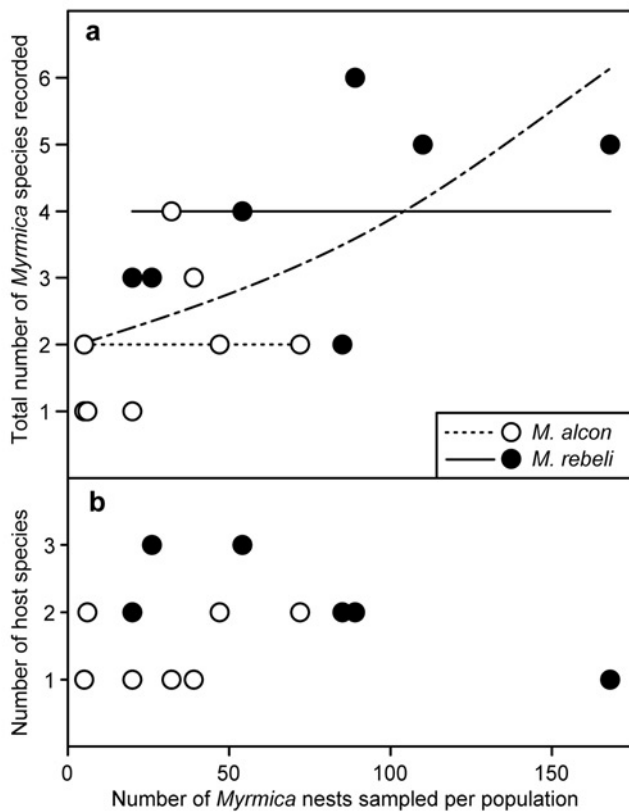 a
Total number of Myrmica species recorded
6
5
4
3
2
1
M. alcon
M. rebeli
b
Number of host species
3
2
1
0
50
100
150
Number of Myrmica nests sampled per population